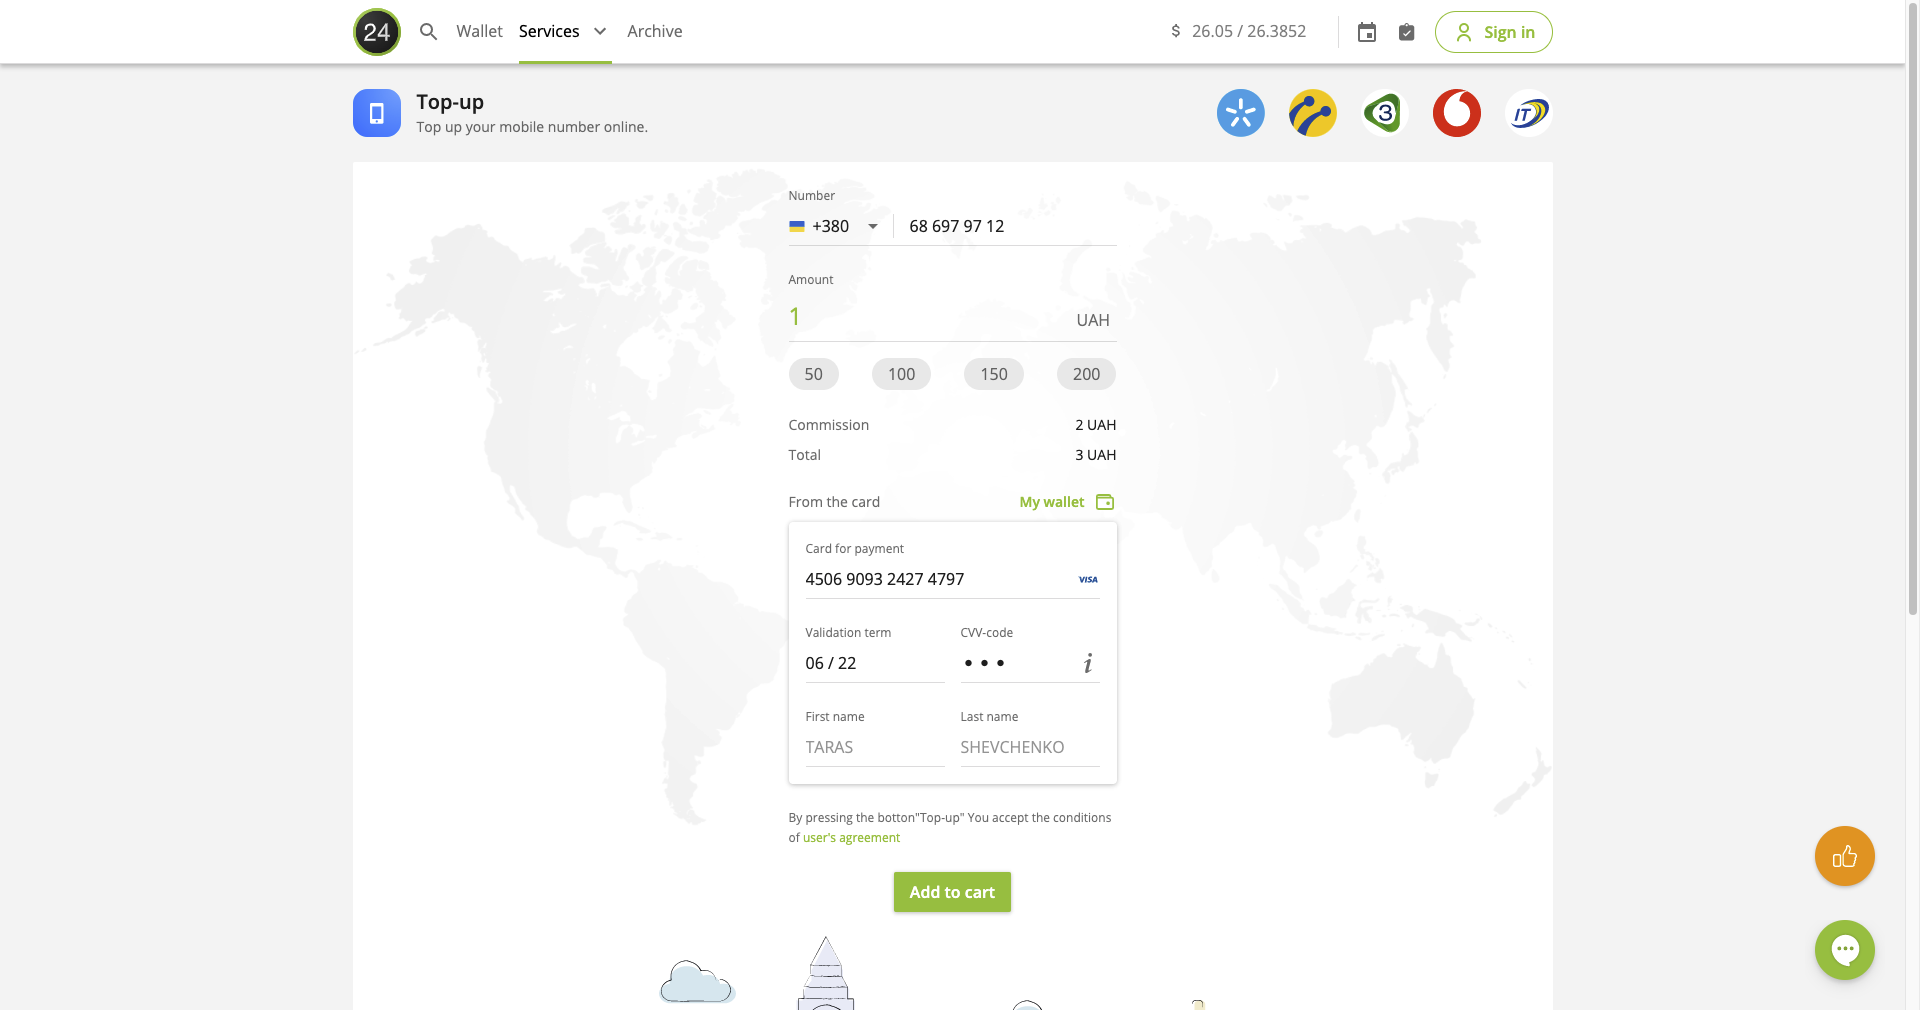 24
Wallet Services Archive
$ 26.05 / 26.3852
Sign in
Top-up
Top up your mobile number online.
3
IT
Number
+380 68 697 97 12
Amount
1 UAH
50 100 150 200
Commission 2 UAH
Total 3 UAH
From the card My wallet
Card for payment
4506 9093 2427 4797 VISA
Validation term CVV-code
06 / 22 • • • i
First name Last name
TARAS SHEVCHENKO
By pressing the botton"Top-up" You accept the conditions
of user's agreement
Add to cart